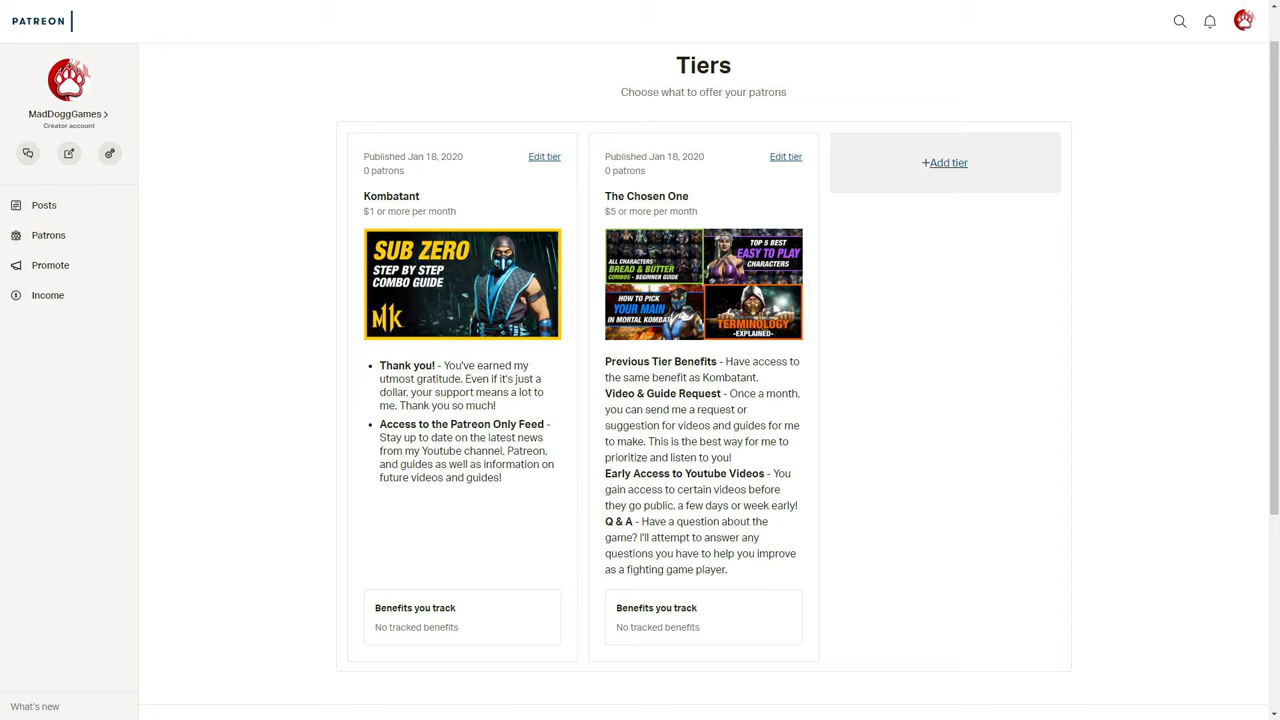 PATREON
MadDoggGames
Creator account
Posts
Patrons
Promote
Income
What's new
Tiers
Choose what to offer your patrons
Published Jan 18, 2020
Edit tier
0 patrons
Kombatant
$1 or more per month
SUB ZERO
STEP BY STEP
COMBO GUIDE
MK
Thank you! - You've earned my
utmost gratitude. Even if it's just a
dollar, your support means a lot to
me. Thank you so much!
Access to the Patreon Only Feed -
Stay up to date on the latest news
from my Youtube channel, Patreon,
and guides as well as information on
future videos and guides!
Benefits you track
No tracked benefits
Published Jan 18, 2020
Edit tier
0 patrons
The Chosen One
$5 or more per month
ALL CHARACTERS
BREAD & BUTTER
COMBOS - BEGINNER GUIDE
TOP 5 BEST
EASY TO PLAY
CHARACTERS
HOW TO PICK
YOUR MAIN
IN MORTAL KOMBAT
TERMINOLOGY
-EXPLAINED-
Previous Tier Benefits - Have access to
the same benefit as Kombatant.
Video & Guide Request - Once a month,
you can send me a request or
suggestion for videos and guides for me
to make. This is the best way for me to
prioritize and listen to you!
Early Access to Youtube Videos - You
gain access to certain videos before
they go public, a few days or week early!
Q & A - Have a question about the
game? I'll attempt to answer any
questions you have to help you improve
as a fighting game player.
Benefits you track
No tracked benefits
+Add tier